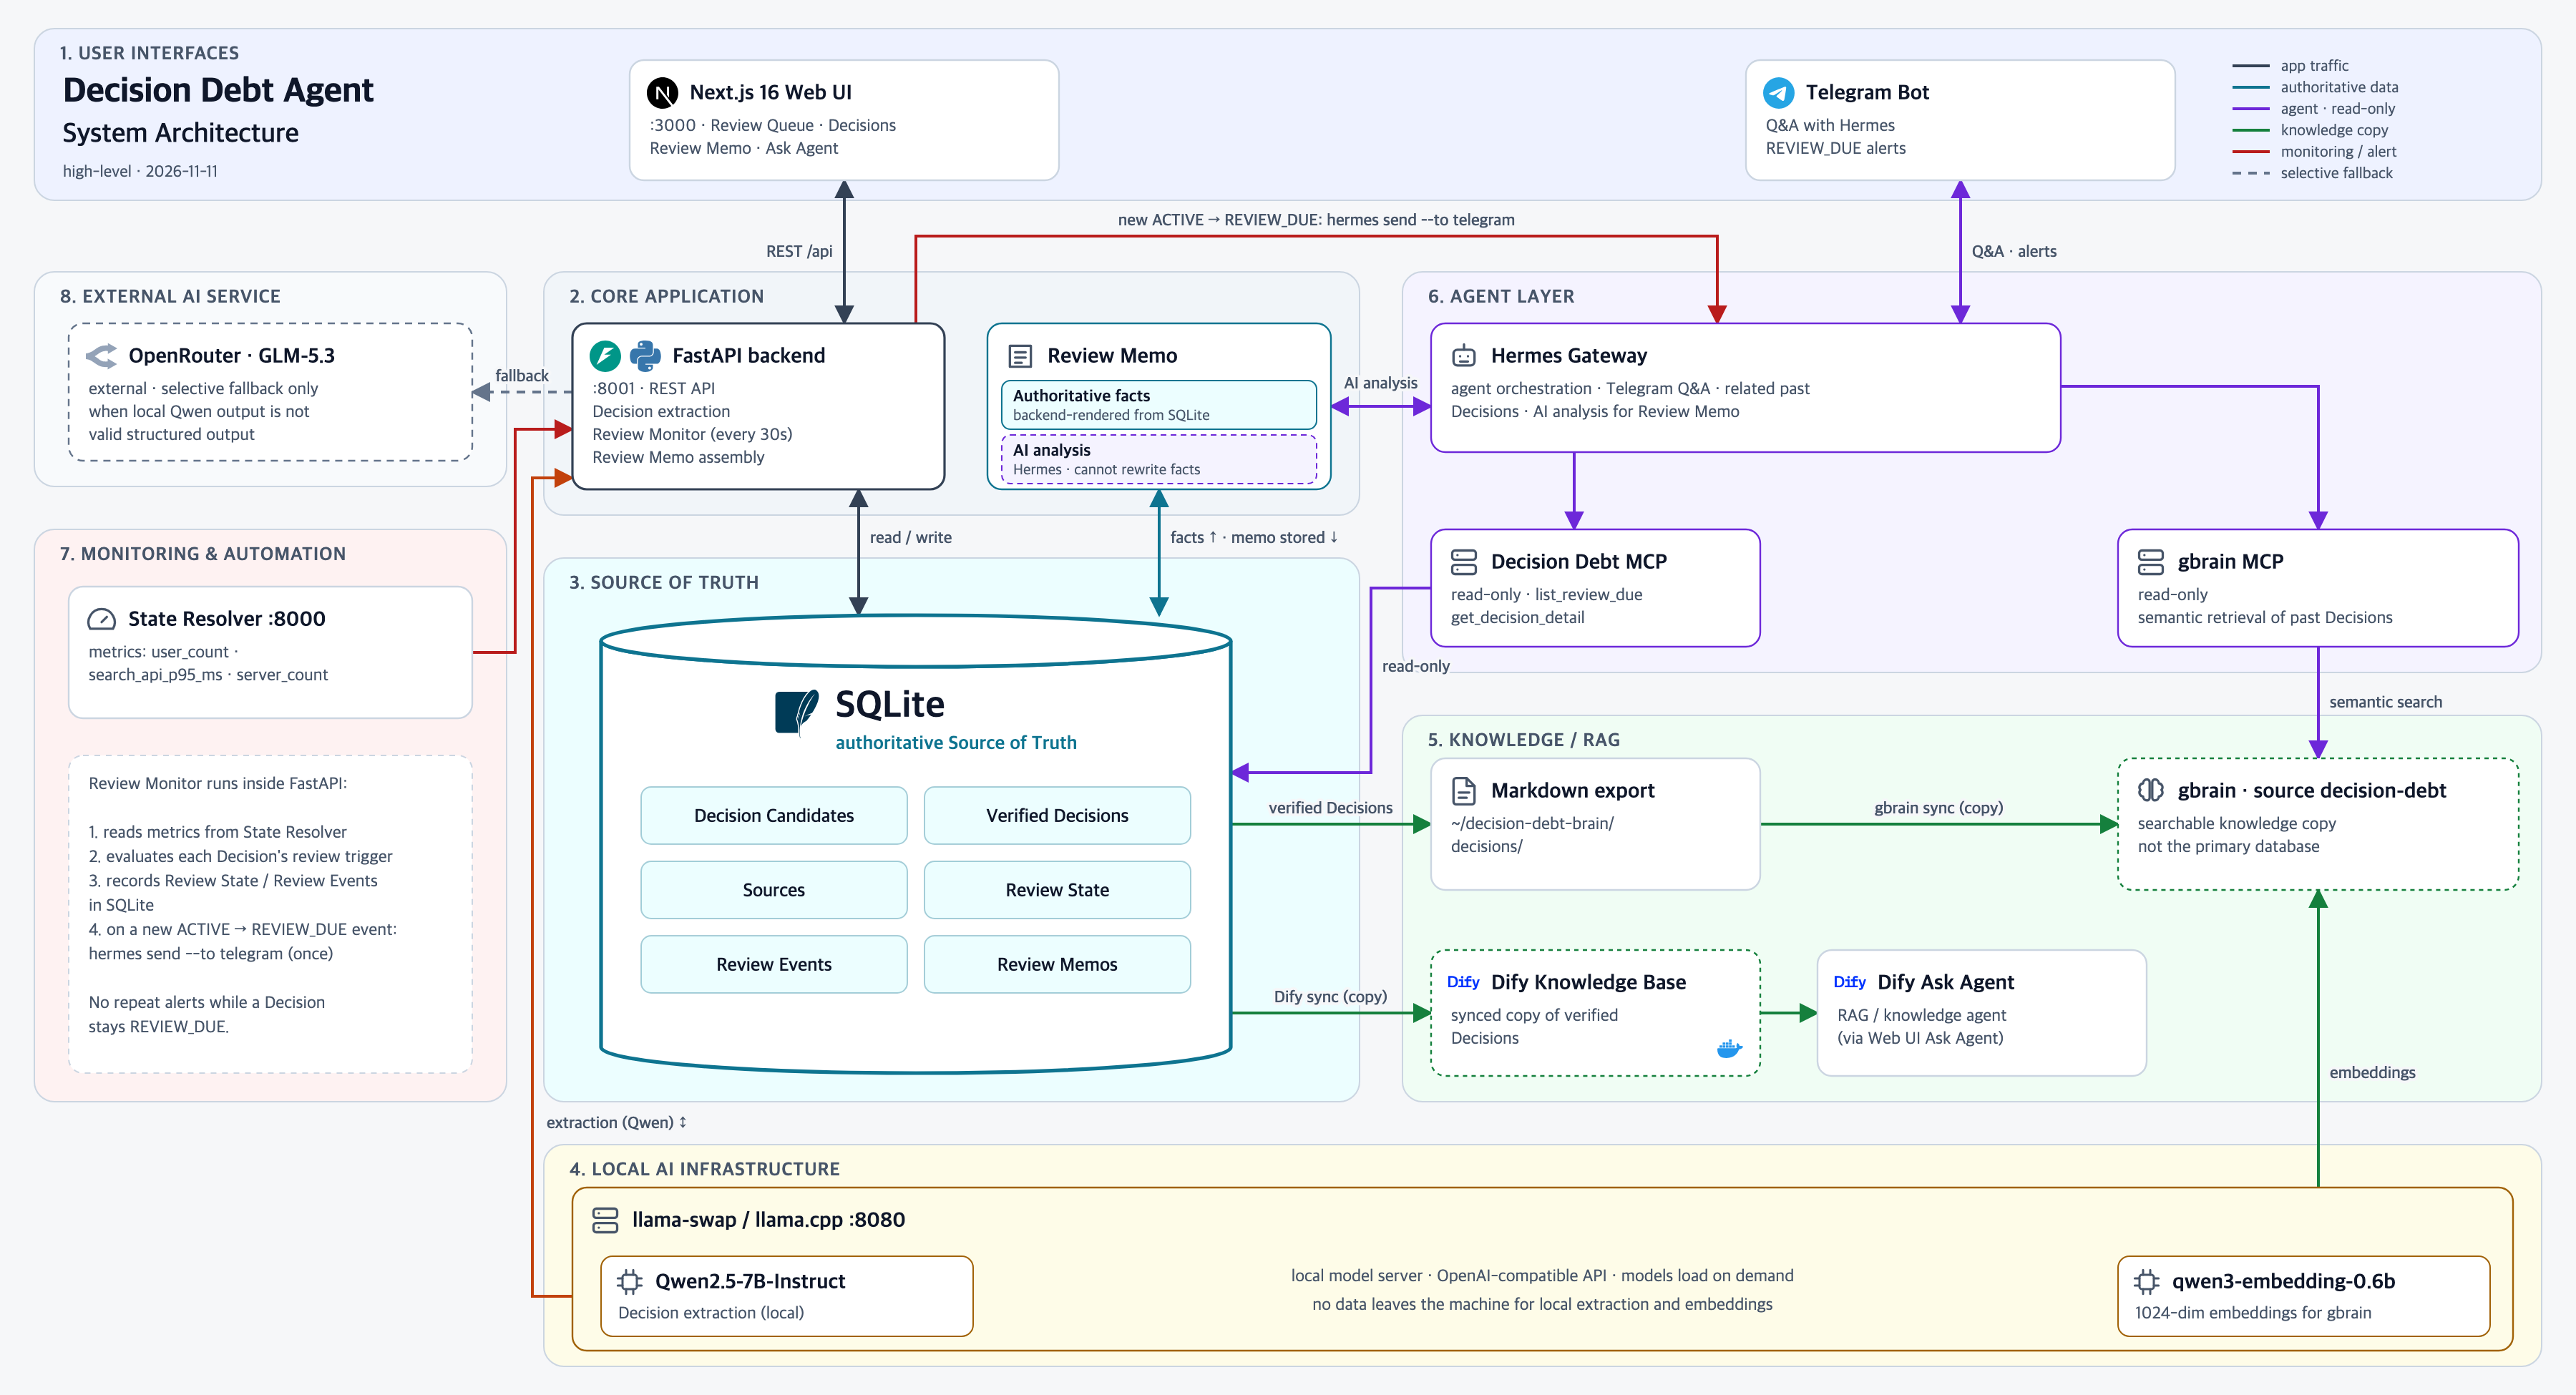 1. USER INTERFACES
Decision Debt Agent
System Architecture
high-level · 2026-11-11
Next.js 16 Web UI
:3000 · Review Queue · Decisions
Review Memo · Ask Agent
Telegram Bot
Q&A with Hermes
REVIEW_DUE alerts
app traffic
authoritative data
agent · read-only
knowledge copy
monitoring / alert
selective fallback
new ACTIVE → REVIEW_DUE: hermes send --to telegram
REST /api
Q&A · alerts
8. EXTERNAL AI SERVICE
OpenRouter · GLM-5.3
external · selective fallback only
when local Qwen output is not
valid structured output
fallback
2. CORE APPLICATION
FastAPI backend
:8001 · REST API
Decision extraction
Review Monitor (every 30s)
Review Memo assembly
Review Memo
Authoritative facts
backend-rendered from SQLite
AI analysis
Hermes · cannot rewrite facts
AI analysis
6. AGENT LAYER
Hermes Gateway
agent orchestration · Telegram Q&A · related past
Decisions · AI analysis for Review Memo
Decision Debt MCP
read-only · list_review_due
get_decision_detail
gbrain MCP
read-only
semantic retrieval of past Decisions
read / write
facts ↑ · memo stored ↓
read-only
semantic search
7. MONITORING & AUTOMATION
State Resolver :8000
metrics: user_count ·
search_api_p95_ms · server_count
Review Monitor runs inside FastAPI:
1. reads metrics from State Resolver
2. evaluates each Decision's review trigger
3. records Review State / Review Events
in SQLite
4. on a new ACTIVE → REVIEW_DUE event:
hermes send --to telegram (once)
No repeat alerts while a Decision
stays REVIEW_DUE.
3. SOURCE OF TRUTH
SQLite
authoritative Source of Truth
Decision Candidates
Verified Decisions
Sources
Review State
Review Events
Review Memos
verified Decisions
Dify sync (copy)
5. KNOWLEDGE / RAG
Markdown export
~/decision-debt-brain/
decisions/
gbrain sync (copy)
gbrain · source decision-debt
searchable knowledge copy
not the primary database
Dify
Dify Knowledge Base
synced copy of verified
Decisions
Dify
Dify Ask Agent
RAG / knowledge agent
(via Web UI Ask Agent)
embeddings
extraction (Qwen) ↕
4. LOCAL AI INFRASTRUCTURE
llama-swap / llama.cpp :8080
Qwen2.5-7B-Instruct
Decision extraction (local)
local model server · OpenAI-compatible API · models load on demand
no data leaves the machine for local extraction and embeddings
qwen3-embedding-0.6b
1024-dim embeddings for gbrain